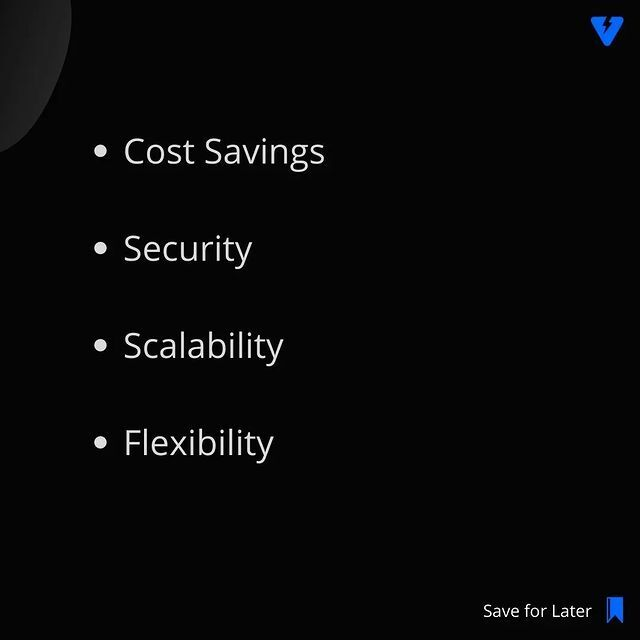 • Cost Savings
• Security
• Scalability
• Flexibility
Save for Later